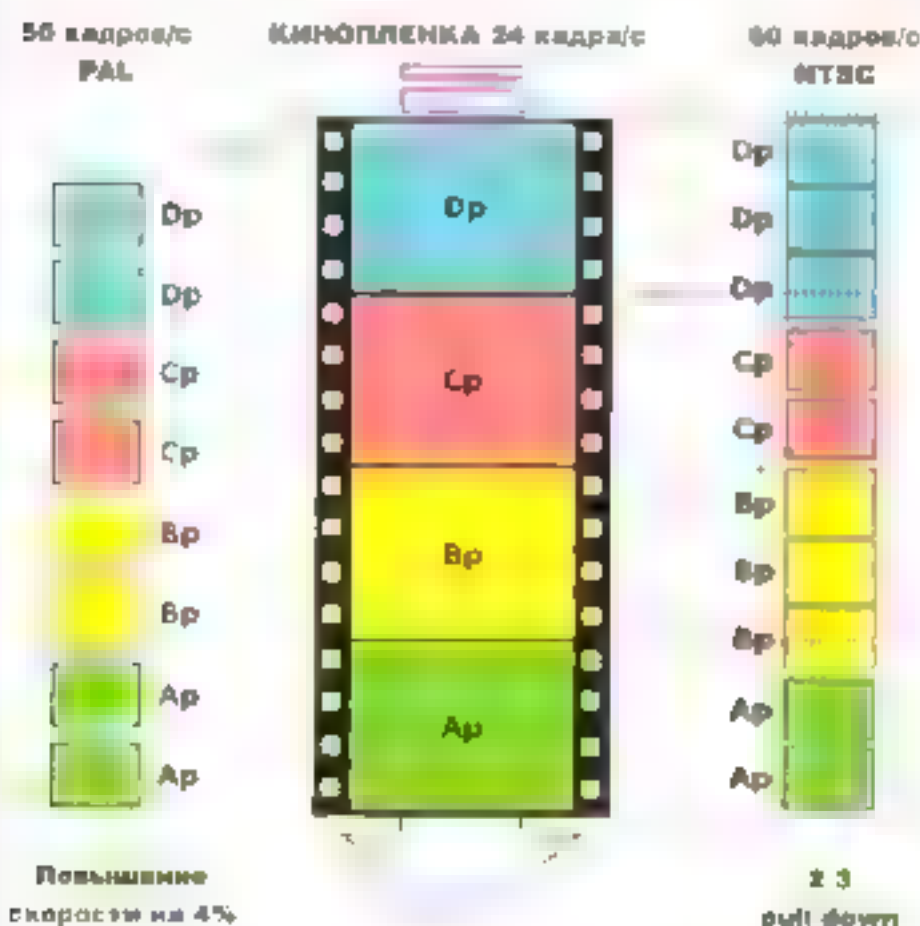 50 кадров/с
PAL
КИНОПЛЕНКА 24 кадра/с
60 кадров/с
NTSC
Dp
Dp
Cp
Cp
Bp
Bp
Ap
Ap
Dp
Cp
Bp
Ap
Dp
Dp
Dp
Cp
Cp
Bp
Bp
Bp
Ap
Ap
Повышение
скорости на 4%
2 3
pull down